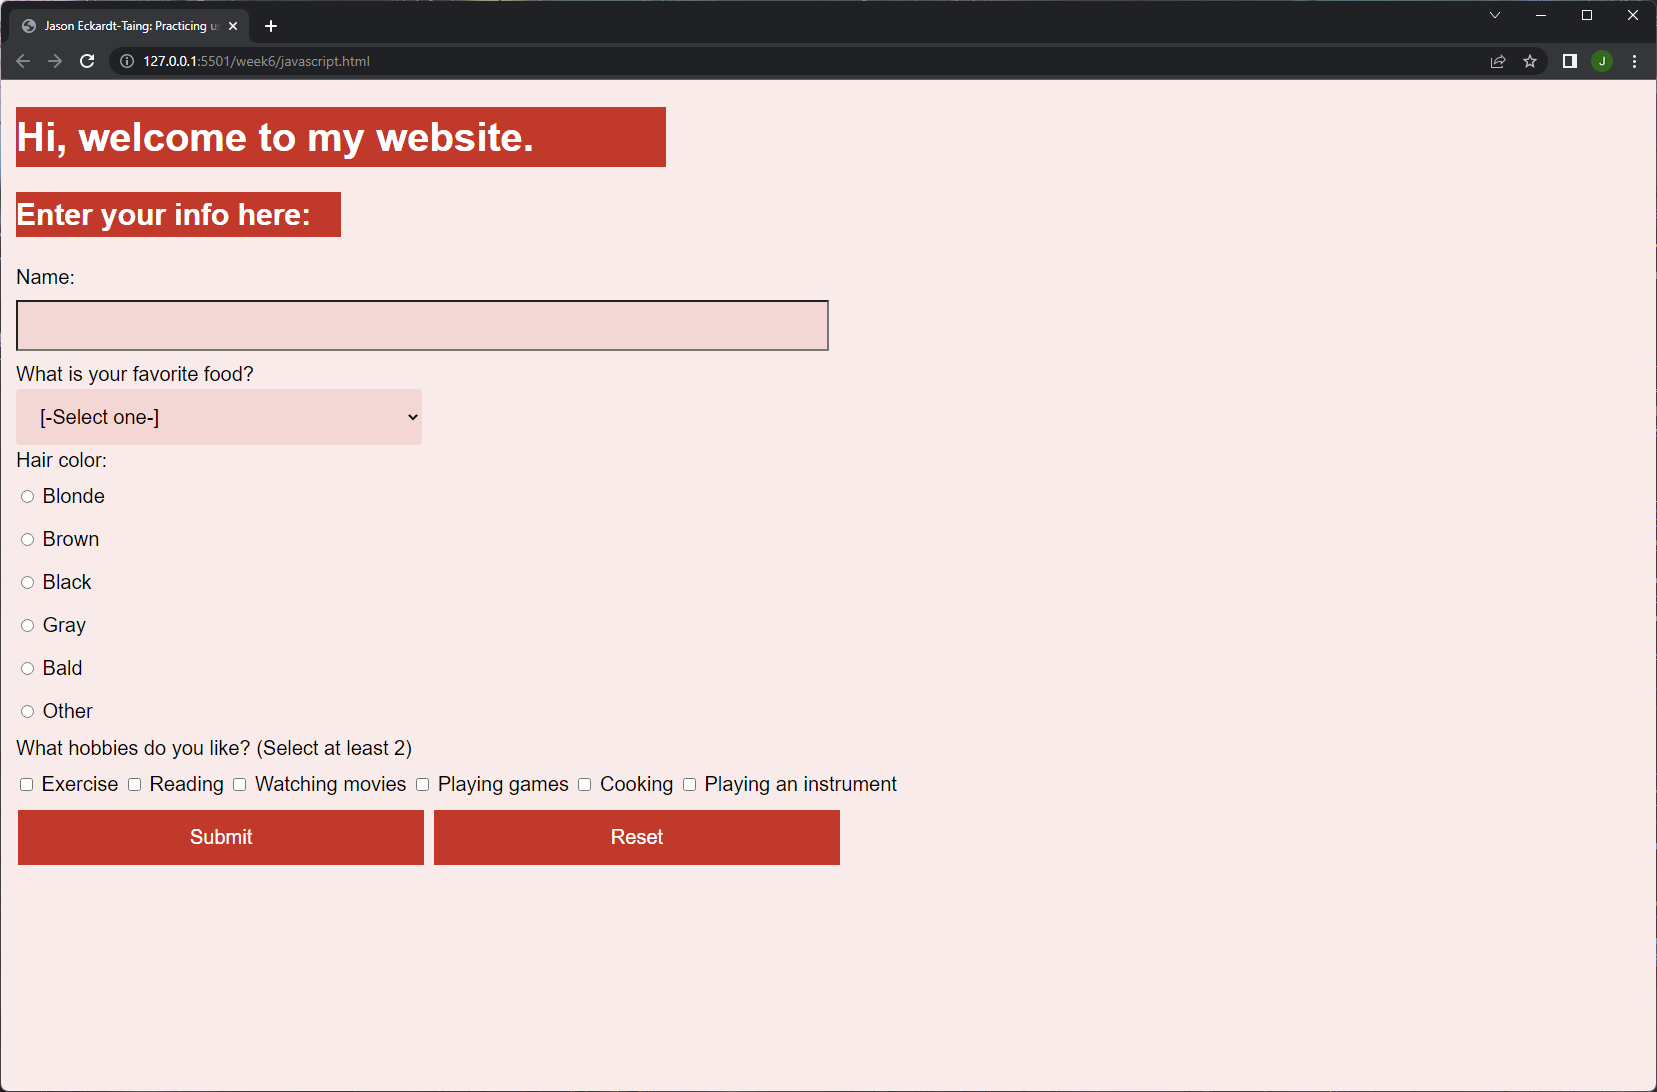 Jason Eckardt-Taing: Practicing u
127.0.0.1:5501/week6/javascript.html
J
Hi, welcome to my website.
Enter your info here:
Name:
What is your favorite food?
[-Select one-]
Hair color:
Blonde
Brown
Black
Gray
Bald
Other
What hobbies do you like? (Select at least 2)
Exercise Reading Watching movies Playing games Cooking Playing an instrument
Submit Reset